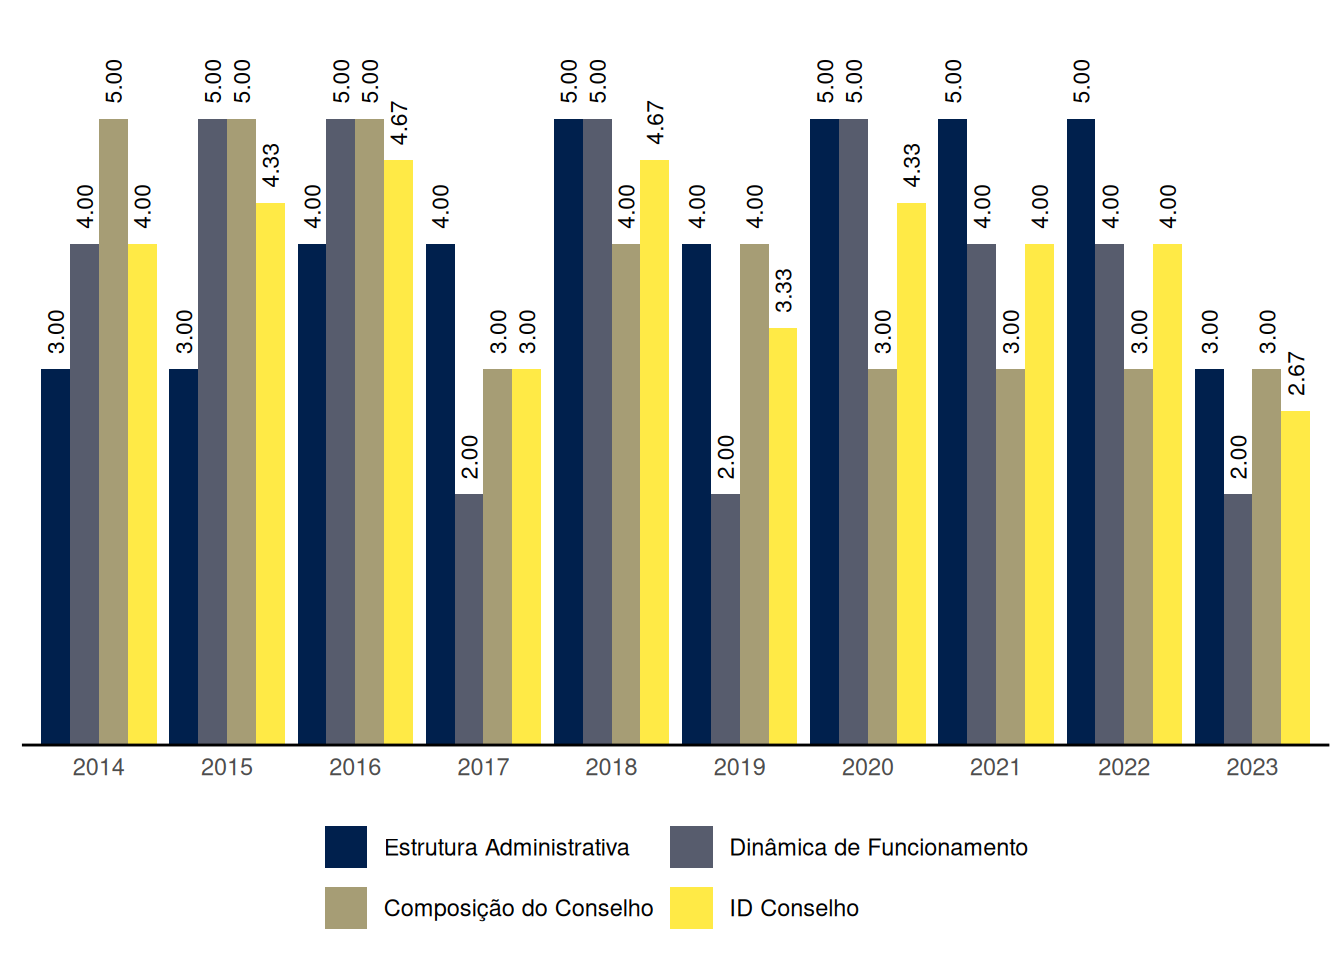 3.00 4.00 5.00 4.00
3.00 5.00 5.00 4.33
4.00 5.00 5.00 4.67
4.00 2.00 3.00 3.00
5.00 5.00 4.00 4.67
4.00 2.00 4.00 3.33
5.00 5.00 3.00 4.33
5.00 4.00 3.00 4.00
5.00 4.00 3.00 4.00
3.00 2.00 3.00 2.67
2014 2015 2016 2017 2018 2019 2020 2021 2022 2023
Estrutura Administrativa Dinâmica de Funcionamento
Composição do Conselho ID Conselho